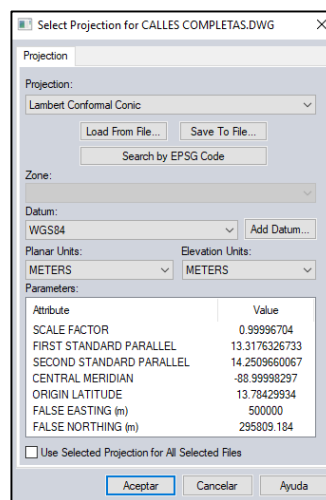 Select Projection for CALLES COMPLETAS.DWG
Projection
Projection:
Lambert Conformal Conic
Load From File... Save To File...
Search by EPSG Code
Zone:
Datum:
WGS84 Add Datum...
Planar Units: Elevation Units:
METERS METERS
Parameters:
Attribute Value
SCALE FACTOR 0.99996704
FIRST STANDARD PARALLEL 13.3176326733
SECOND STANDARD PARALLEL 14.2509660067
CENTRAL MERIDIAN -88.99998297
ORIGIN LATITUDE 13.78429934
FALSE EASTING (m) 500000
FALSE NORTHING (m) 295809.184
Use Selected Projection for All Selected Files
Aceptar Cancelar Ayuda